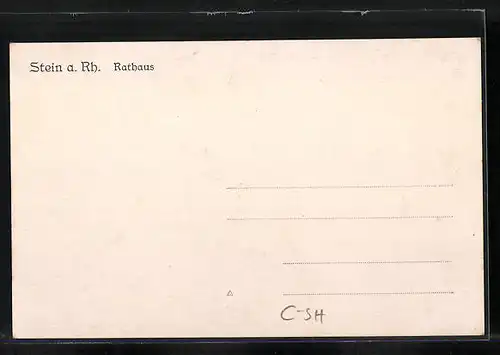 Stein a. Rh. Rathaus
C-SH